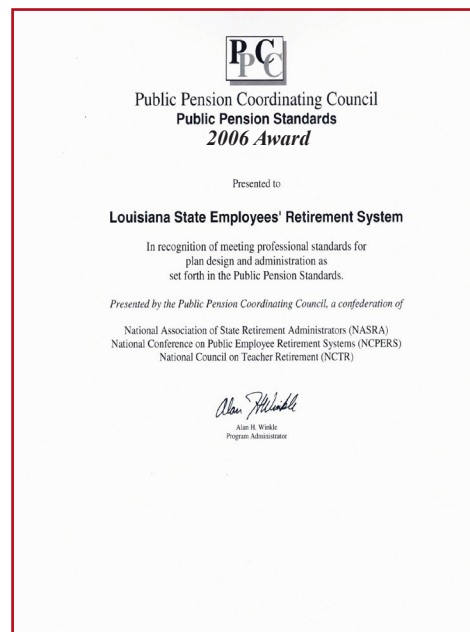 PPCC
Public Pension Coordinating Council
Public Pension Standards
2006 Award
Presented to
Louisiana State Employees' Retirement System
In recognition of meeting professional standards for
plan design and administration as
set forth in the Public Pension Standards.
Presented by the Public Pension Coordinating Council, a confederation of
National Association of State Retirement Administrators (NASRA)
National Conference on Public Employee Retirement Systems (NCPERS)
National Council on Teacher Retirement (NCTR)
Alan H Winkle
Alan H. Winkle
Program Administrator